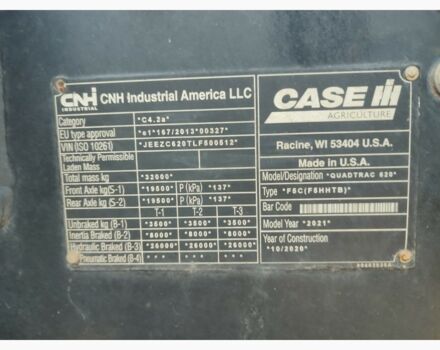 CNH INDUSTRIAL CNH Industrial America LLC
Category "C4.2a"
EU type approval "e1*167/2013*00327"
VIN (ISO 10261) "JEEZC620TLF500512"
Technically Permissible
Laden Mass
Total mass kg "32000"
Front Axle kg(S-1) "19500" P (kPa) "137"
Rear Axle kg(S-2) "19500" P (kPa) "137"
T-1 T-2 T-3
Unbraked kg (B-1) "3500" "3500" "3500"
Inertia Braked (B-2) "8000" "8000" "8000"
Hydraulic Braked (B-3) "26000" "26000" "26000"
Pneumatic Braked (B-4) "*" "*" "*"
CASE IH
AGRICULTURE
Racine, WI 53404 U.S.A.
Made in U.S.A.
Model/Designation "QUADTRAC 620"
Type "F5C(F5HHTB)"
Bar Code
Model Year "2021"
Year of Construction
"10/2020"